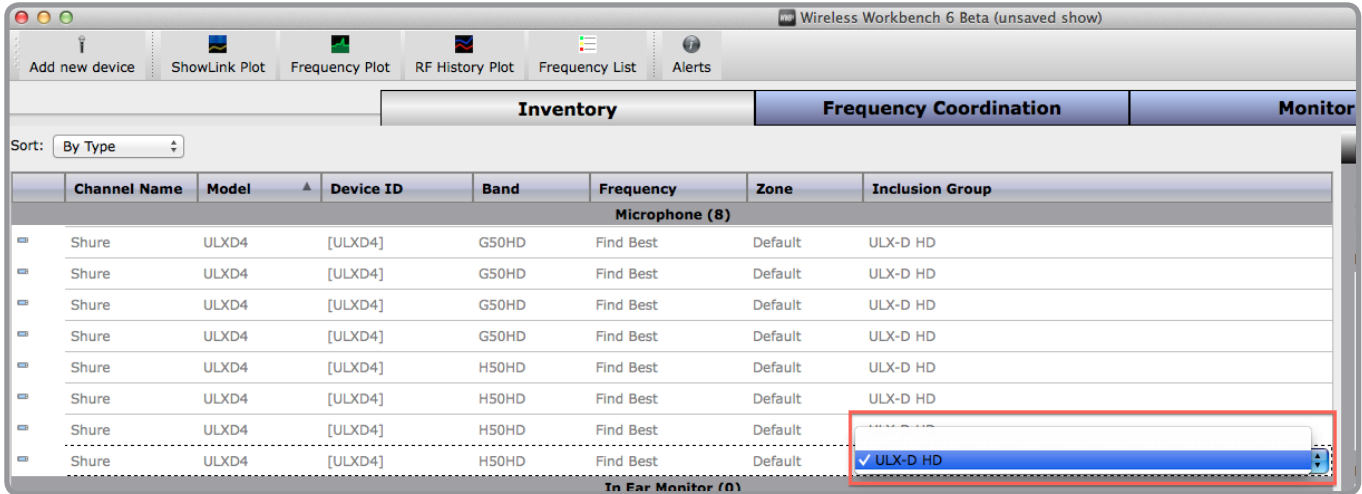 Wireless Workbench 6 Beta (unsaved show)
Add new device ShowLink Plot Frequency Plot RF History Plot Frequency List Alerts
Inventory Frequency Coordination Monitor
Sort: By Type
Channel Name Model Device ID Band Frequency Zone Inclusion Group
Microphone (8)
Shure ULXD4 [ULXD4] G50HD Find Best Default ULX-D HD
Shure ULXD4 [ULXD4] G50HD Find Best Default ULX-D HD
Shure ULXD4 [ULXD4] G50HD Find Best Default ULX-D HD
Shure ULXD4 [ULXD4] G50HD Find Best Default ULX-D HD
Shure ULXD4 [ULXD4] H50HD Find Best Default ULX-D HD
Shure ULXD4 [ULXD4] H50HD Find Best Default ULX-D HD
Shure ULXD4 [ULXD4] H50HD Find Best Default
Shure ULXD4 [ULXD4] H50HD Find Best Default ✓ ULX-D HD
In Ear Monitor (0)